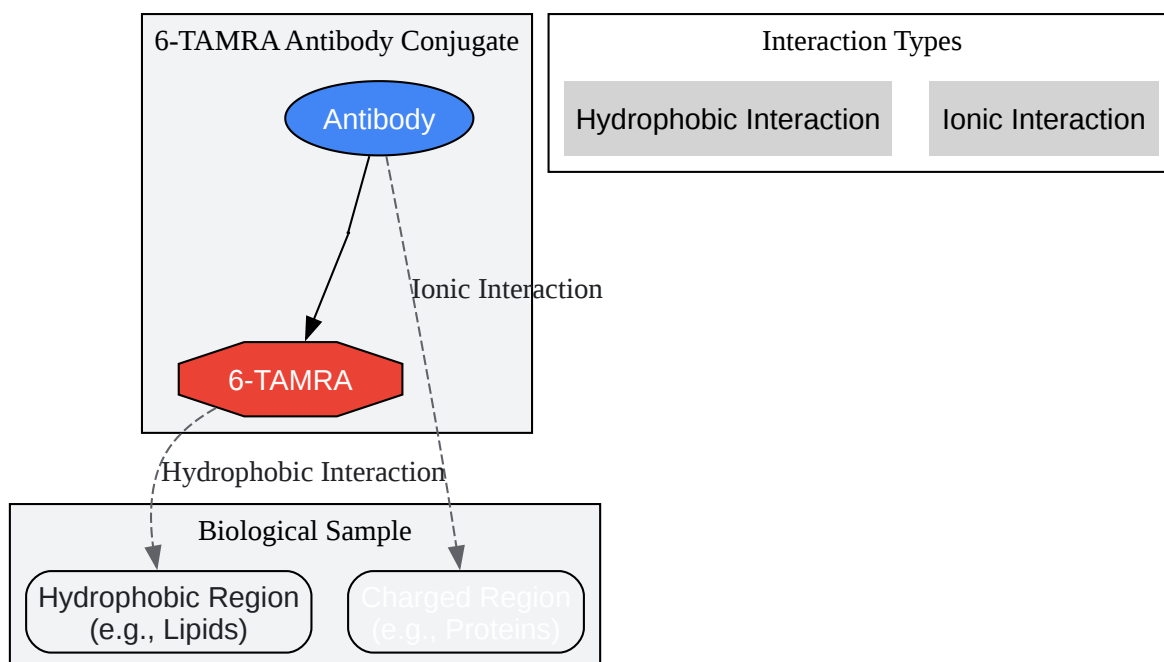 6-TAMRA Antibody Conjugate
Interaction Types
Antibody
Hydrophobic Interaction
Ionic Interaction
Ionic Interaction
6-TAMRA
Hydrophobic Interaction
Biological Sample
Hydrophobic Region
(e.g., Lipids)
Charged Region
(e.g., Proteins)